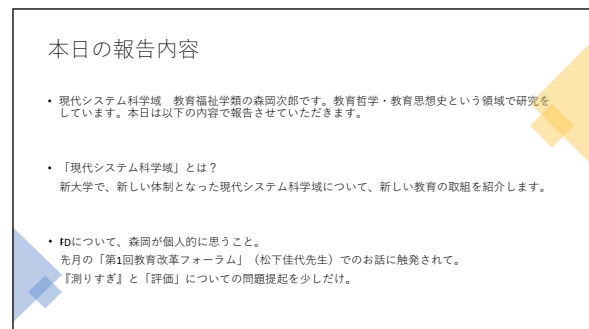 本日の報告内容
• 現代システム科学域　教育福祉学類の森岡次郎です。教育哲学・教育思想史という領域で研究を
しています。本日は以下の内容で報告させていただきます。
• 「現代システム科学域」とは？
新大学で、新しい体制となった現代システム科学域について、新しい教育の取組を紹介します。
• FDについて、森岡が個人的に思うこと。
先月の「第1回教育改革フォーラム」（松下佳代先生）でのお話に触発されて。
『測りすぎ』と「評価」についての問題提起を少しだけ。